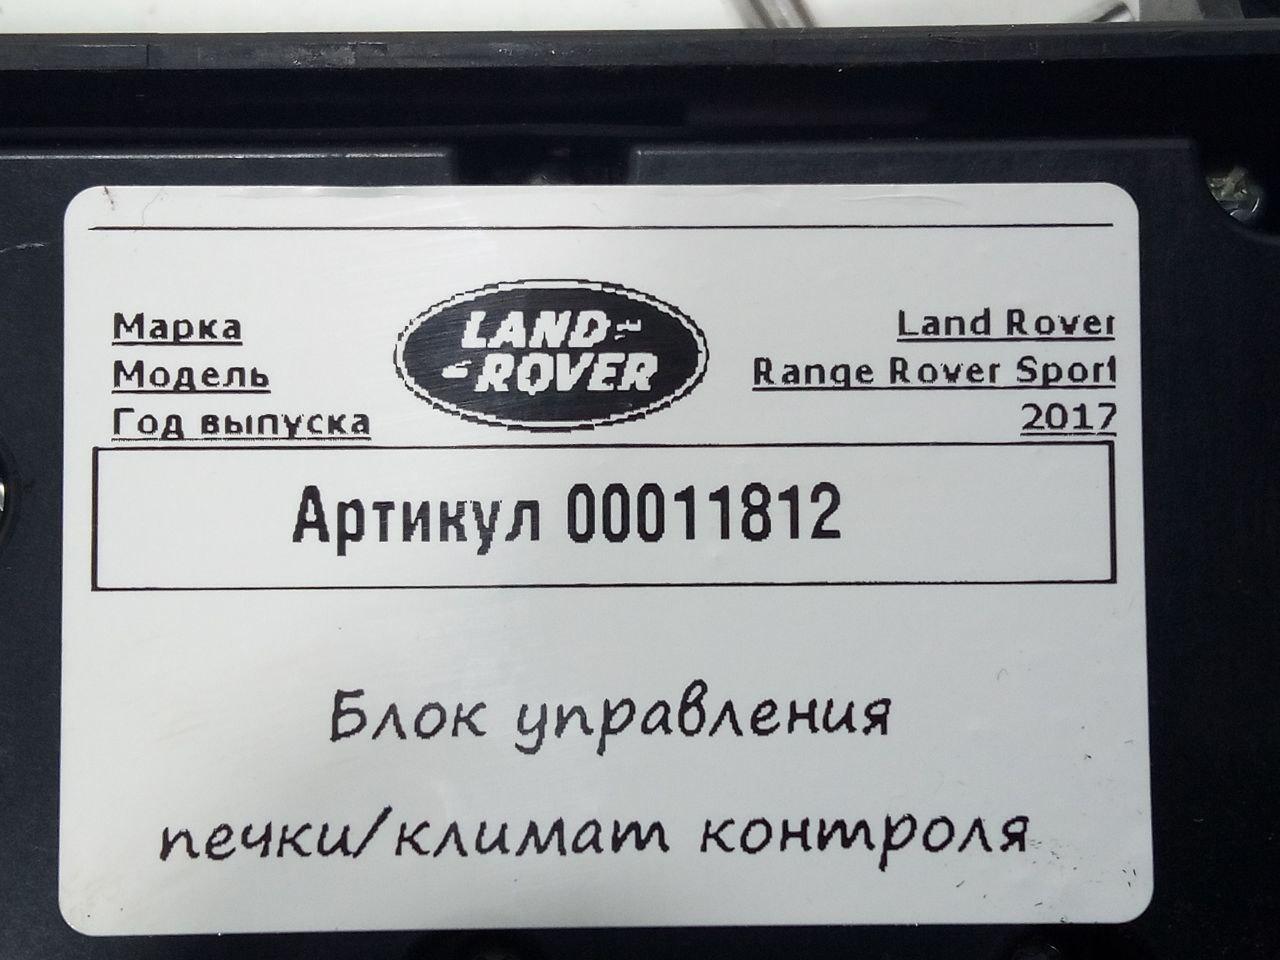 Марка Land Rover
Модель Range Rover Sport
Год выпуска 2017
LAND
ROVER
Артикул 00011812
Блок управления
печки/климат контроля